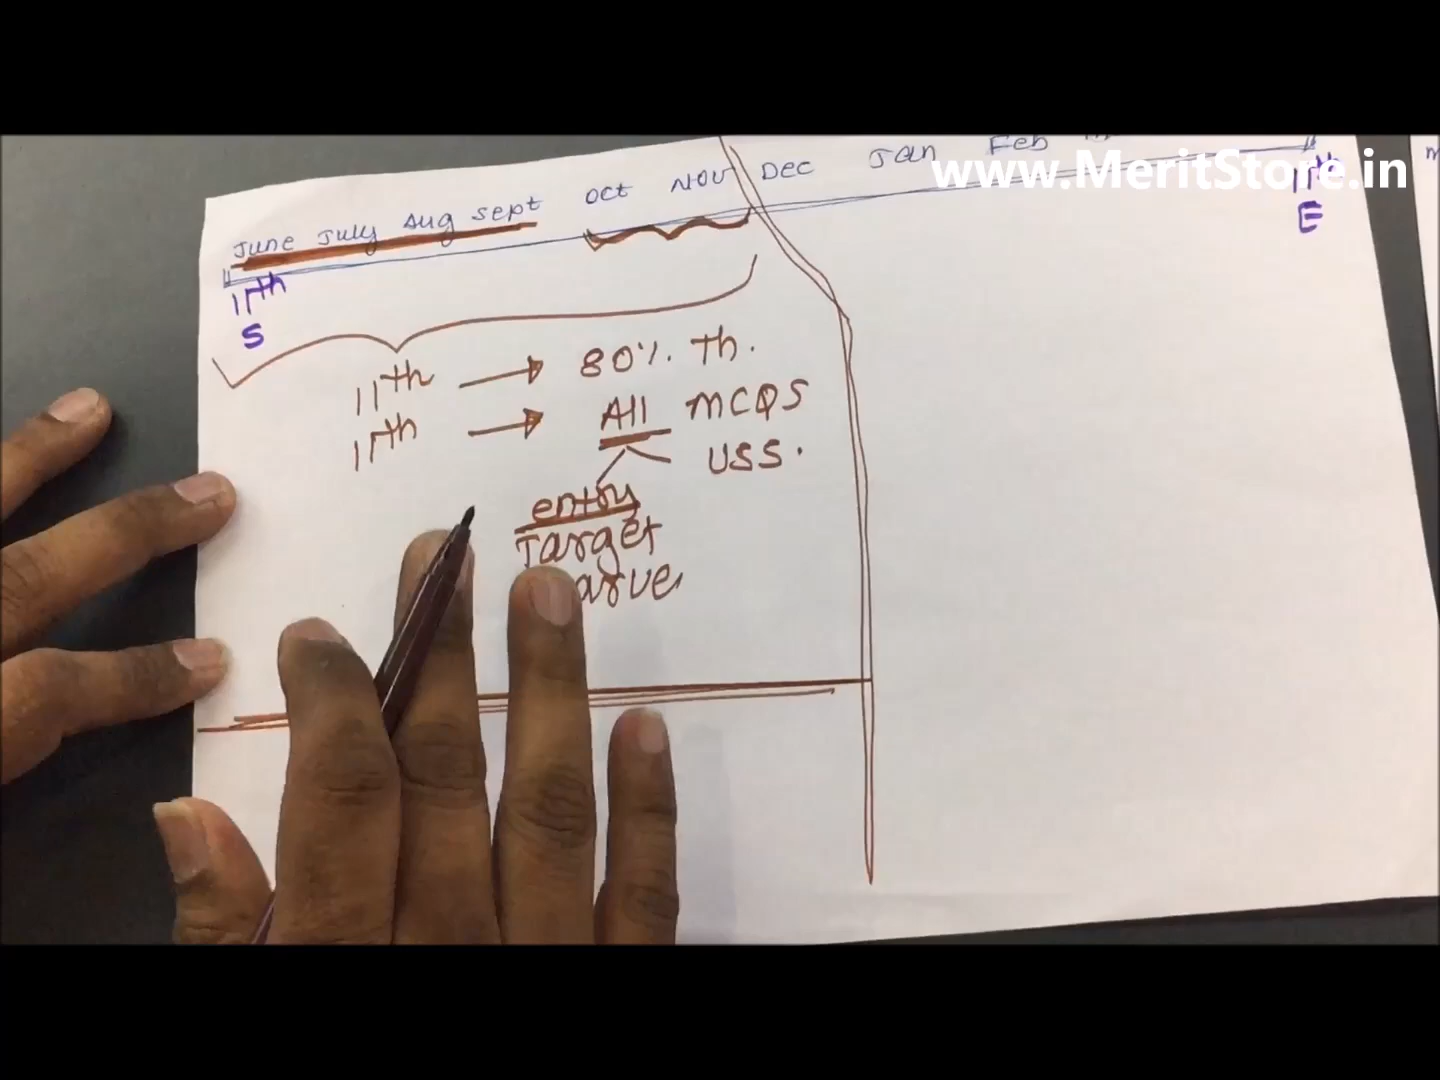 www.MeritStore.in
June July Aug Sept Oct Nov Dec Jan Feb
11th
S
11th
E
11th → 80% Th.
11th → All MCQS
USS.
entry
Target